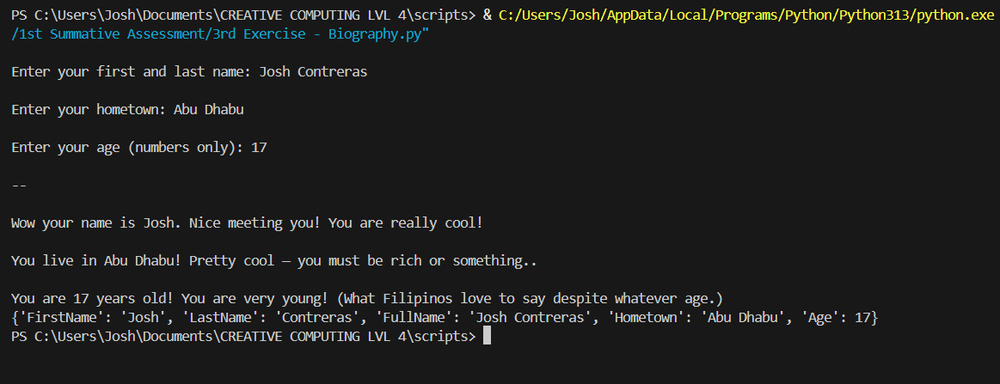 PS C:\Users\Josh\Documents\CREATIVE COMPUTING LVL 4\scripts> & C:/Users/Josh/AppData/Local/Programs/Python/Python313/python.exe
/1st Summative Assessment/3rd Exercise - Biography.py"
Enter your first and last name: Josh Contreras
Enter your hometown: Abu Dhabu
Enter your age (numbers only): 17
--
Wow your name is Josh. Nice meeting you! You are really cool!
You live in Abu Dhabu! Pretty cool — you must be rich or something..
You are 17 years old! You are very young! (What Filipinos love to say despite whatever age.)
{'FirstName': 'Josh', 'LastName': 'Contreras', 'FullName': 'Josh Contreras', 'Hometown': 'Abu Dhabu', 'Age': 17}
PS C:\Users\Josh\Documents\CREATIVE COMPUTING LVL 4\scripts>